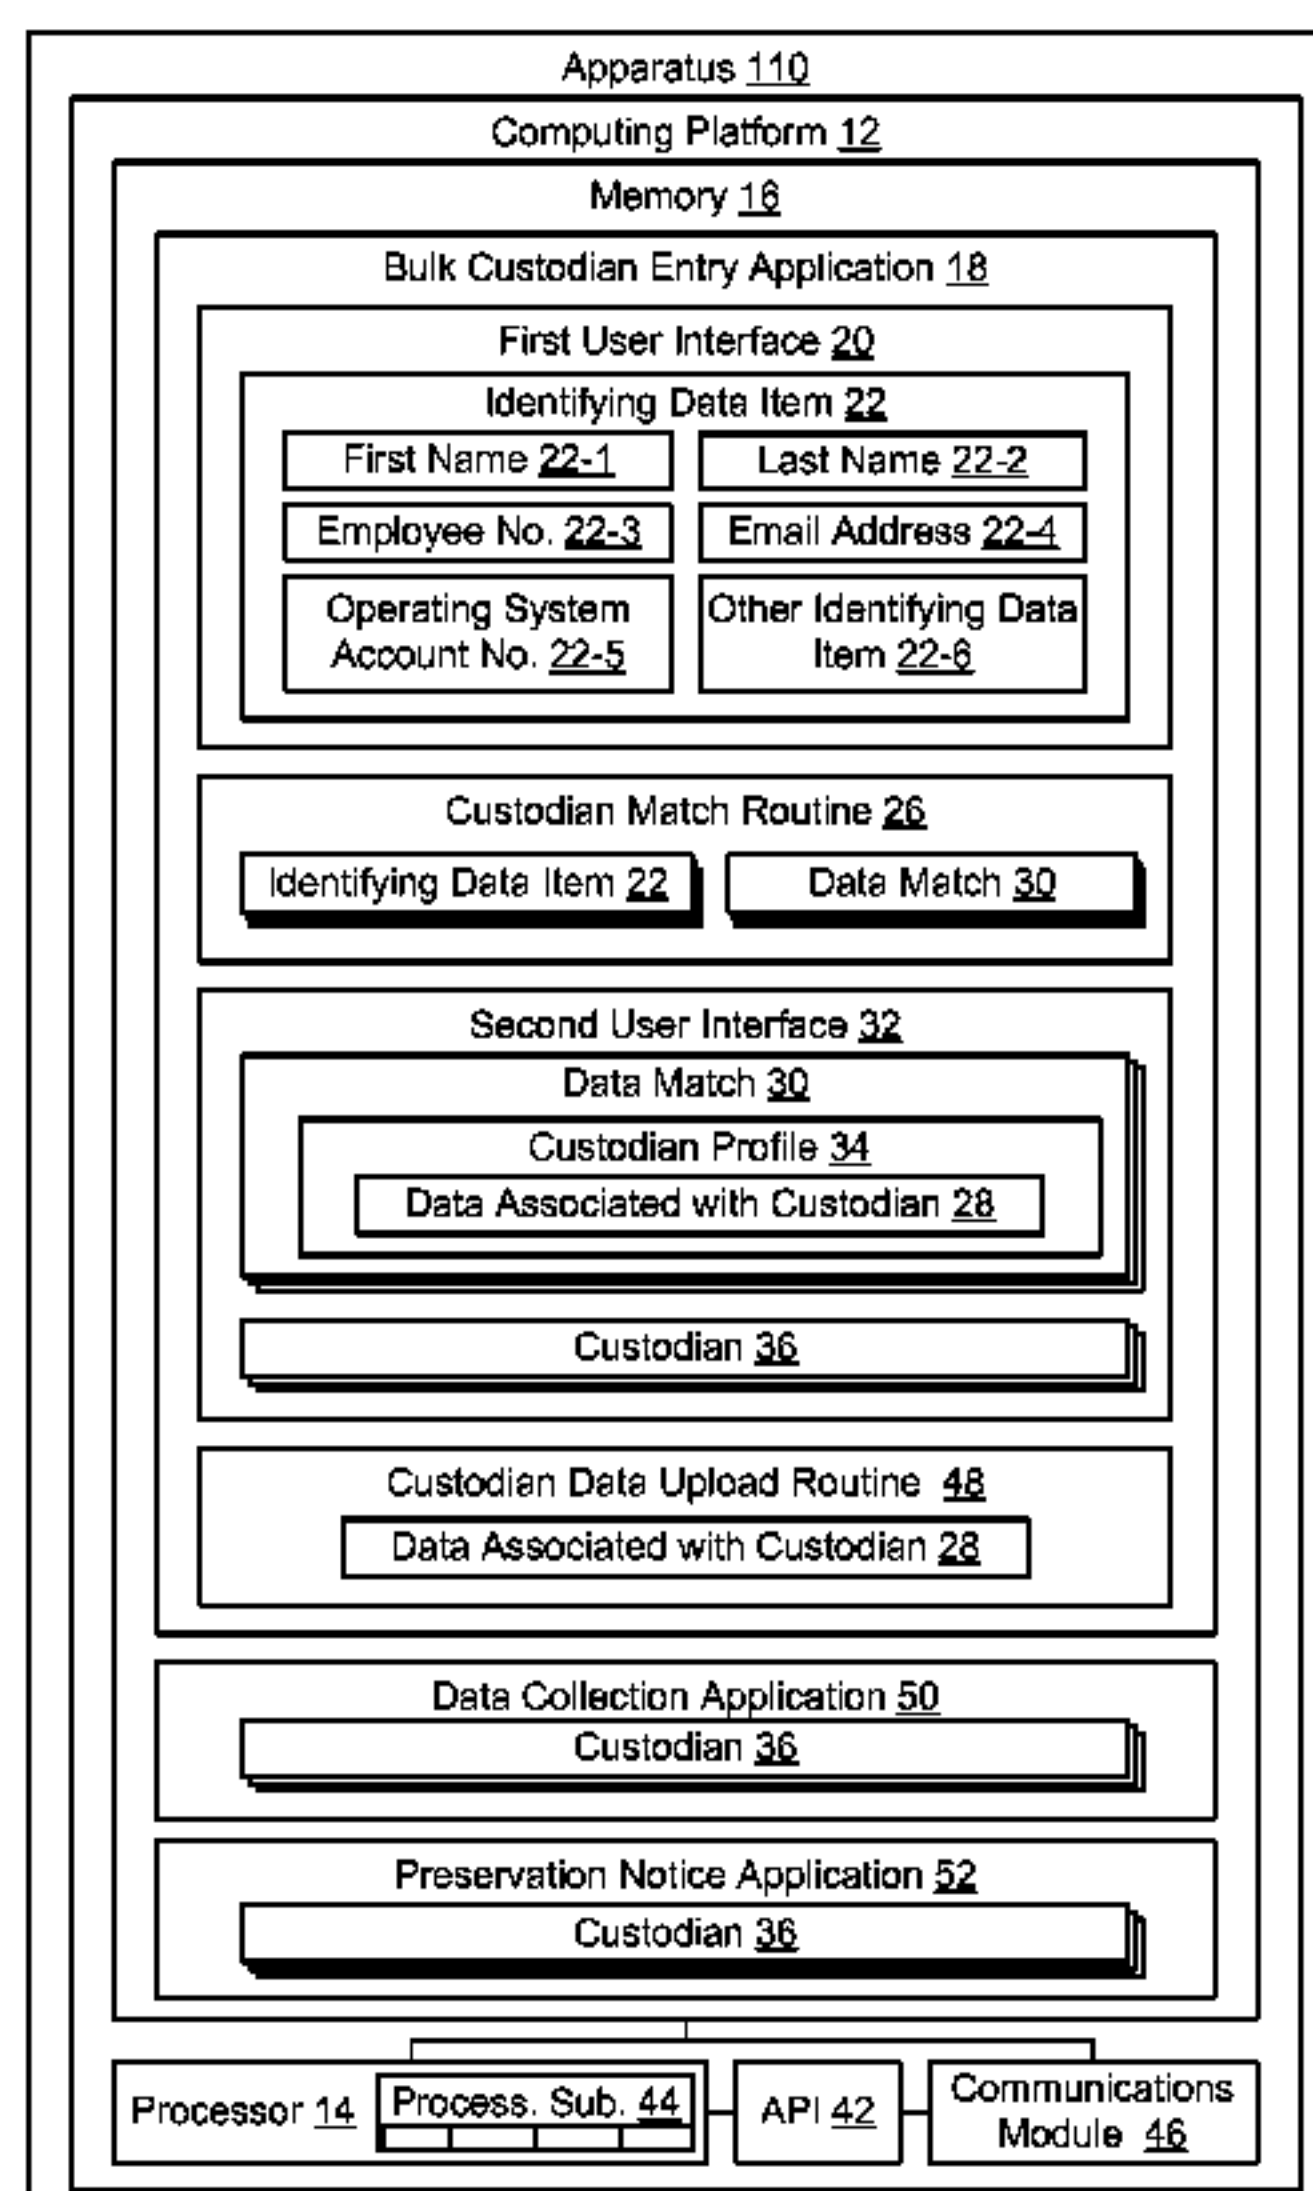 Apparatus 110
Computing Platform 12
Memory 16
Bulk Custodian Entry Application 18
First User Interface 20
Identifying Data Item 22
First Name 22-1
Last Name 22-2
Employee No. 22-3
Email Address 22-4
Operating System
Account No. 22-5
Other Identifying Data
Item 22-6
Custodian Match Routine 26
Identifying Data Item 22
Data Match 30
Second User Interface 32
Data Match 30
Custodian Profile 34
Data Associated with Custodian 28
Custodian 36
Custodian Data Upload Routine 48
Data Associated with Custodian 28
Data Collection Application 50
Custodian 36
Preservation Notice Application 52
Custodian 36
Processor 14
Process. Sub. 44
API 42
Communications
Module 46